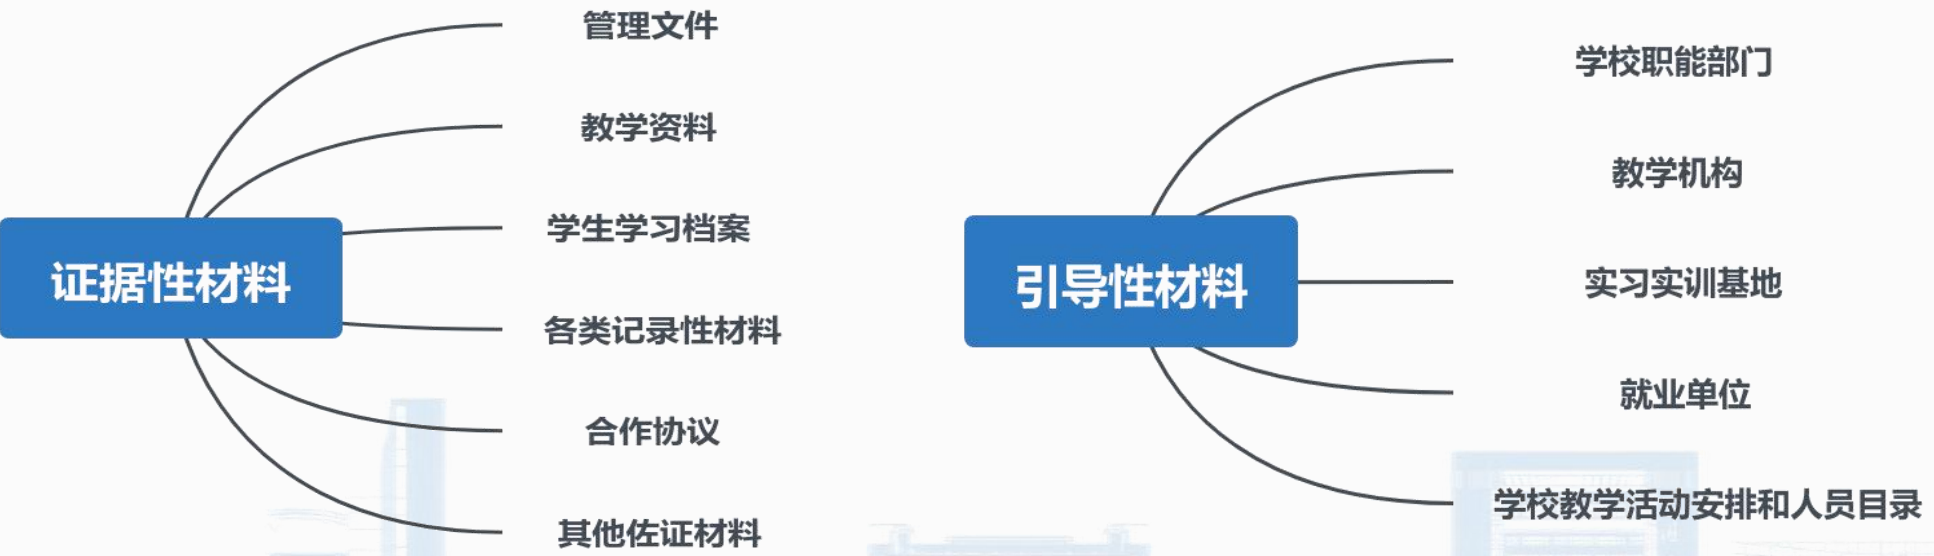 证据性材料
管理文件
教学资料
学生学习档案
各类记录性材料
合作协议
其他佐证材料
引导性材料
学校职能部门
教学机构
实习实训基地
就业单位
学校教学活动安排和人员目录